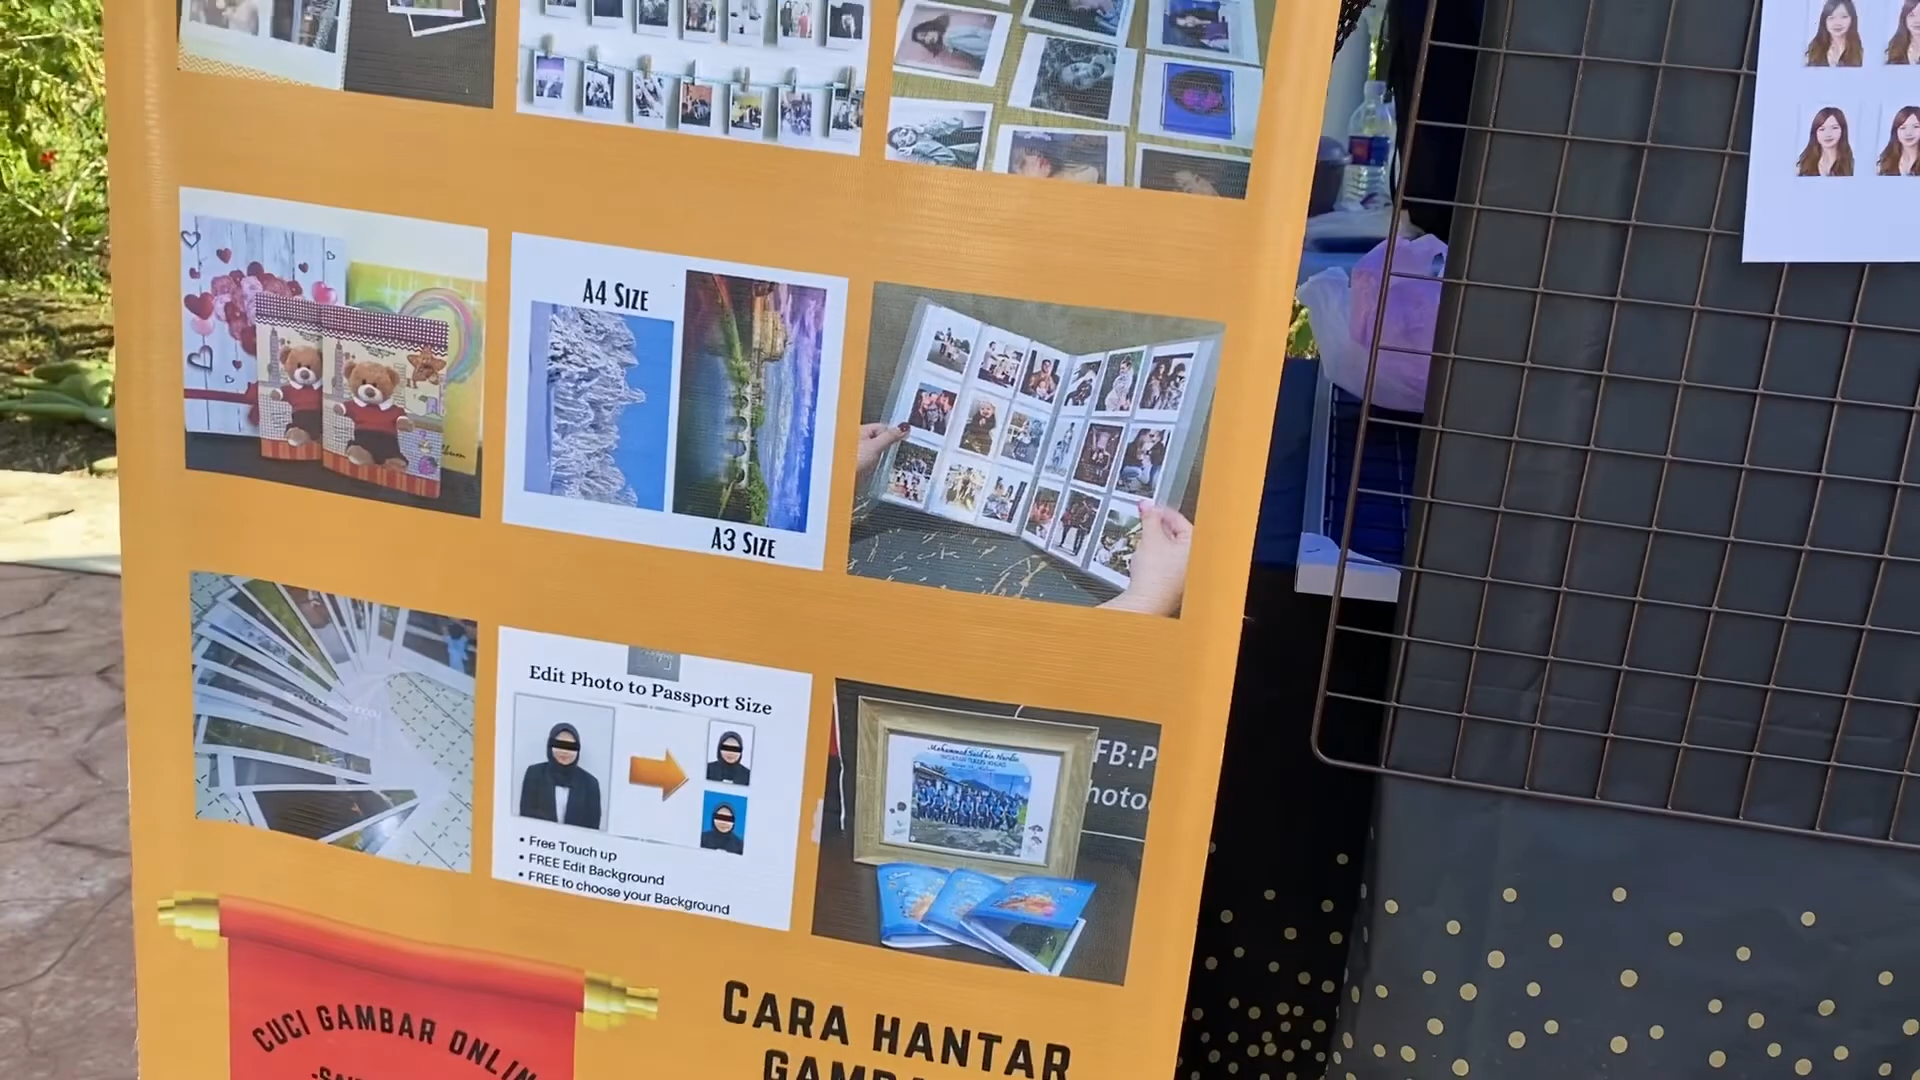 A4 SIZE
A3 SIZE
Edit Photo to Passport Size
• Free Touch up
• FREE Edit Background
• FREE to choose your Background
FB:P
hoto
CUCI GAMBAR ONLIN
CARA HANTAR